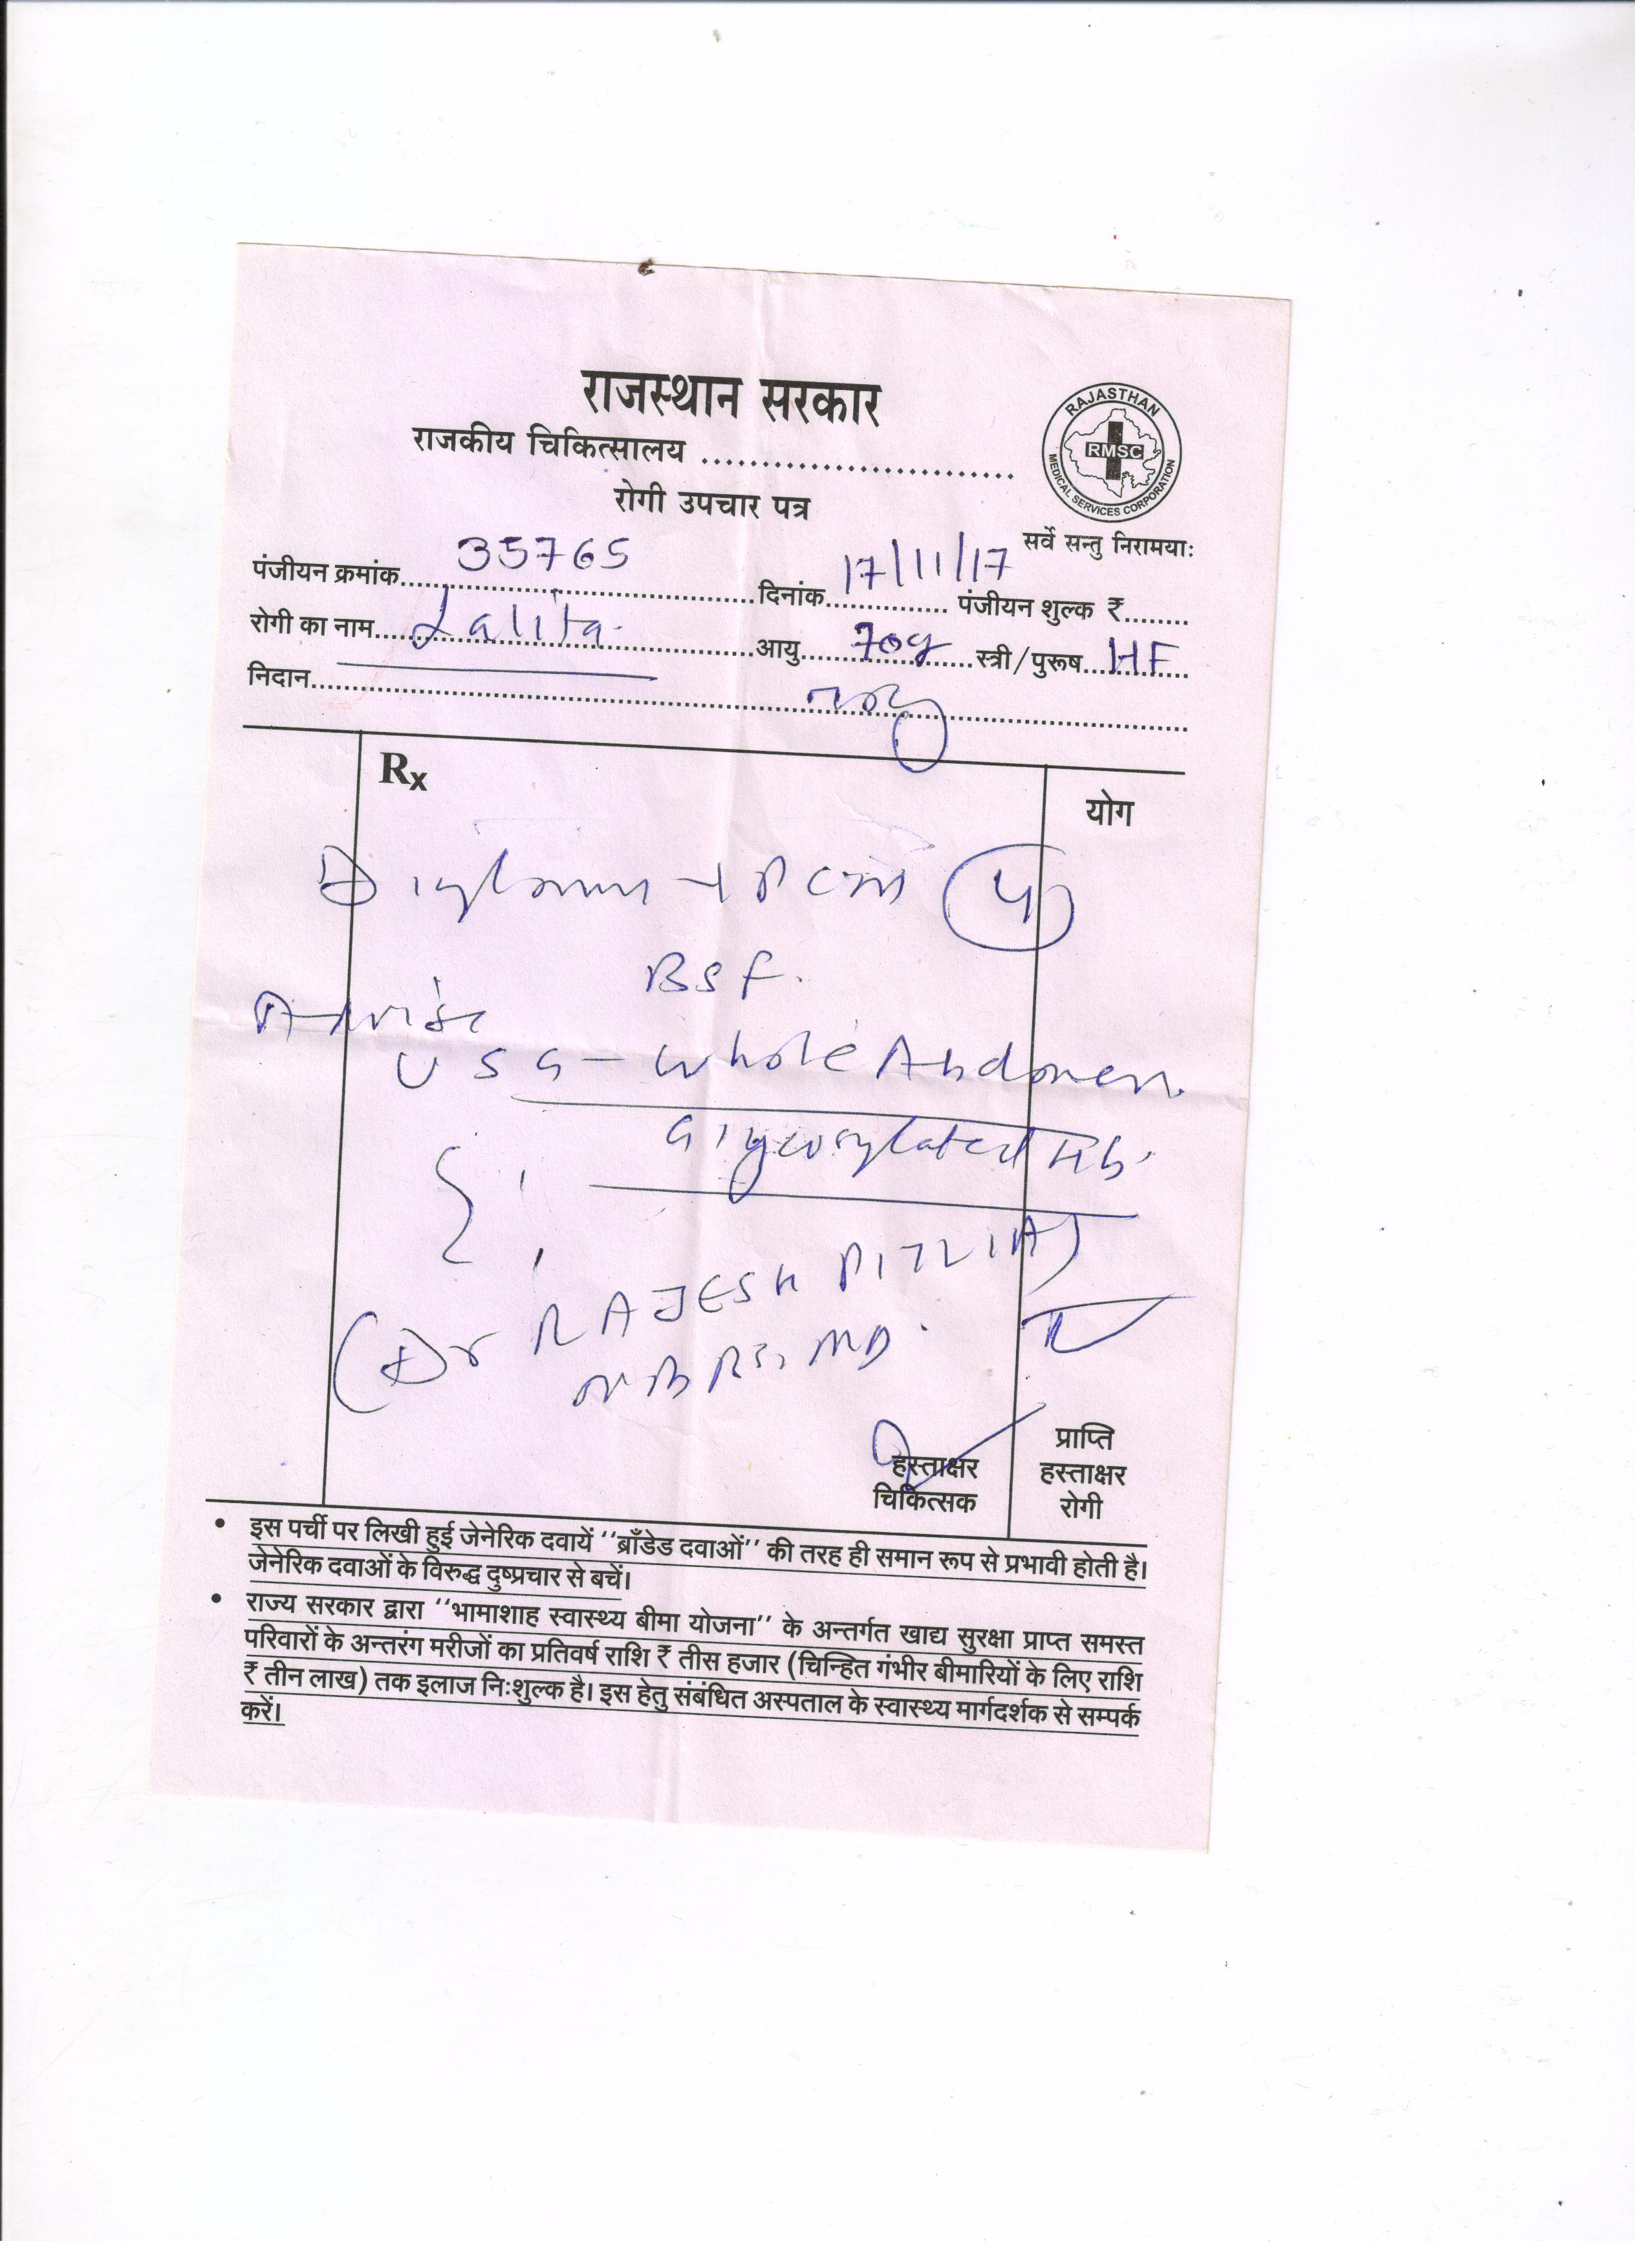 राजस्थान सरकार
राजकीय चिकित्सालय ..........................
रोगी उपचार पत्र
RAJASTHAN
RMSC
MEDICAL SERVICES CORPORATION
सर्वे सन्तु निरामयाः
पंजीयन क्रमांक 35765 दिनांक 17/11/17 पंजीयन शुल्क ₹........
रोगी का नाम Lalita आयु 70y स्त्री/पुरूष HF
निदान
Rx योग
4
BSF.
Advise
USG - Whole Abdomen.
Glycosylated Hb.
(Dr RAJESH
MD
हस्ताक्षर
चिकित्सक
प्राप्ति
हस्ताक्षर
रोगी
• इस पर्ची पर लिखी हुई जेनेरिक दवायें ‘‘ब्राँडेड दवाओं’’ की तरह ही समान रूप से प्रभावी होती है।
जेनेरिक दवाओं के विरुद्ध दुष्प्रचार से बचें।
• राज्य सरकार द्वारा ‘‘भामाशाह स्वास्थ्य बीमा योजना’’ के अन्तर्गत खाद्य सुरक्षा प्राप्त समस्त
परिवारों के अन्तरंग मरीजों का प्रतिवर्ष राशि ₹ तीस हजार (चिन्हित गंभीर बीमारियों के लिए राशि
₹ तीन लाख) तक इलाज निःशुल्क है। इस हेतु संबंधित अस्पताल के स्वास्थ्य मार्गदर्शक से सम्पर्क
करें।